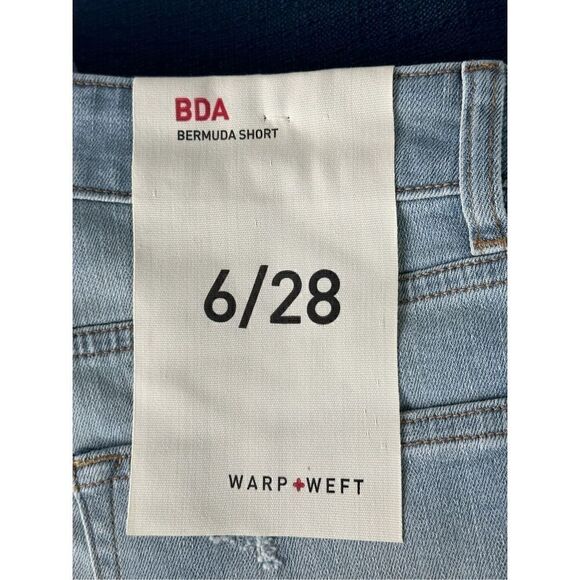 BDA
BERMUDA SHORT
6/28
WARP+WEFT